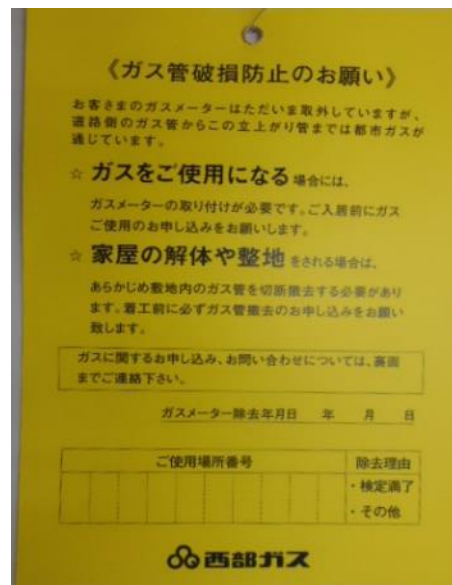 《ガス管破損防止のお願い》
お客さまのガスメーターはただいま取外していますが、
道路側のガス管からこの立上がり管までは都市ガスが
通じています。
☆ ガスをご使用になる場合には、
ガスメーターの取り付けが必要です。ご入居前にガス
ご使用のお申し込みをお願いします。
☆ 家屋の解体や整地をされる場合は、
あらかじめ敷地内のガス管を切断撤去する必要があり
ます。着工前に必ずガス管撤去のお申し込みをお願い
致します。
ガスに関するお申し込み、お問い合わせについては、裏面
までご連絡下さい。
ガスメーター除去年月日 年 月 日
ご使用場所番号 除去理由
・検定満了
・その他
西部ガス